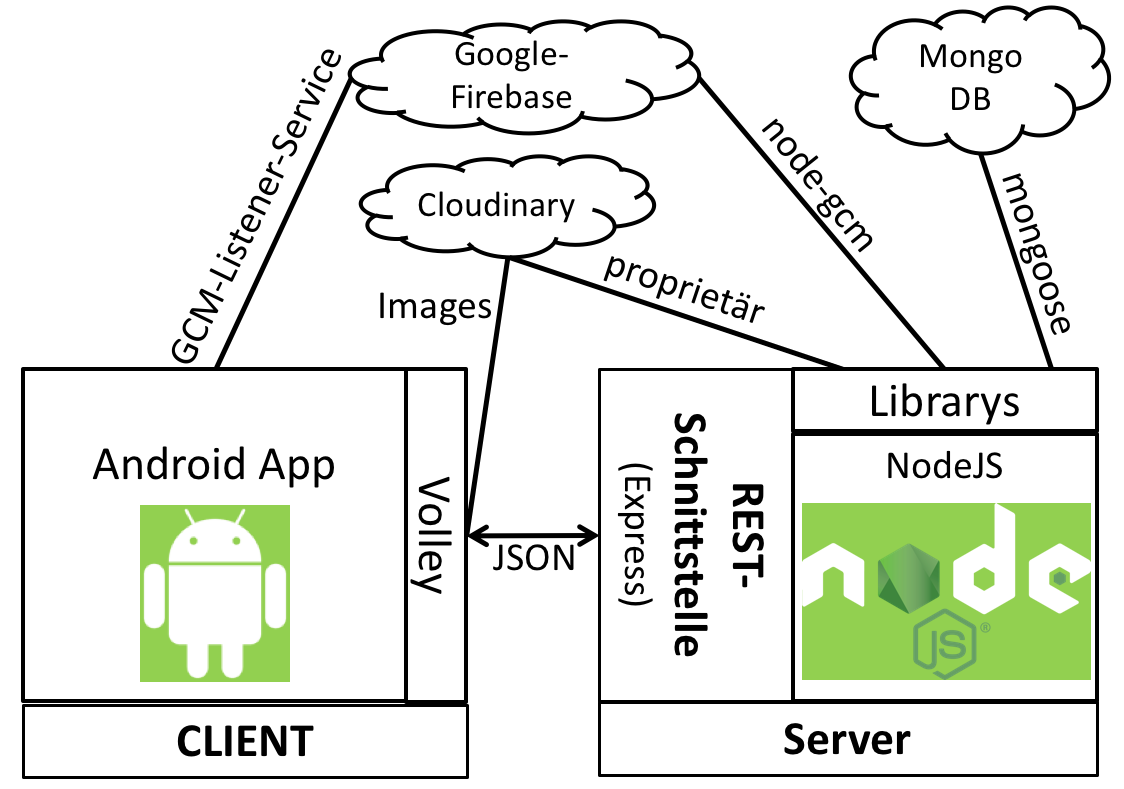 Google-
Firebase
Mongo
DB
Cloudinary
GCM-Listener-Service
node-gcm
mongoose
Images
proprietär
Android App
Volley
JSON
REST-
Schnittstelle
(Express)
Librarys
NodeJS
node
JS®
CLIENT
Server